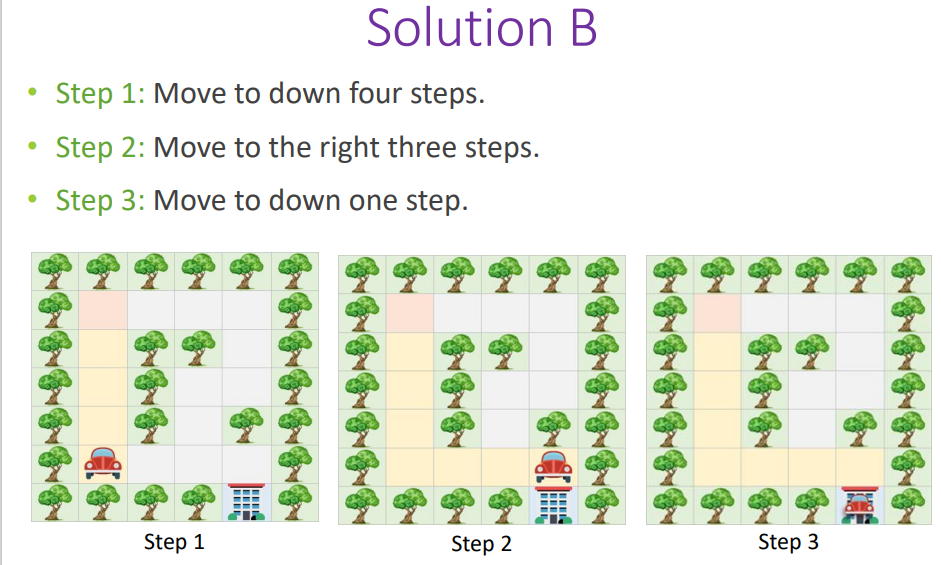 Solution B
• Step 1: Move to down four steps.
• Step 2: Move to the right three steps.
• Step 3: Move to down one step.
Step 1
Step 2
Step 3